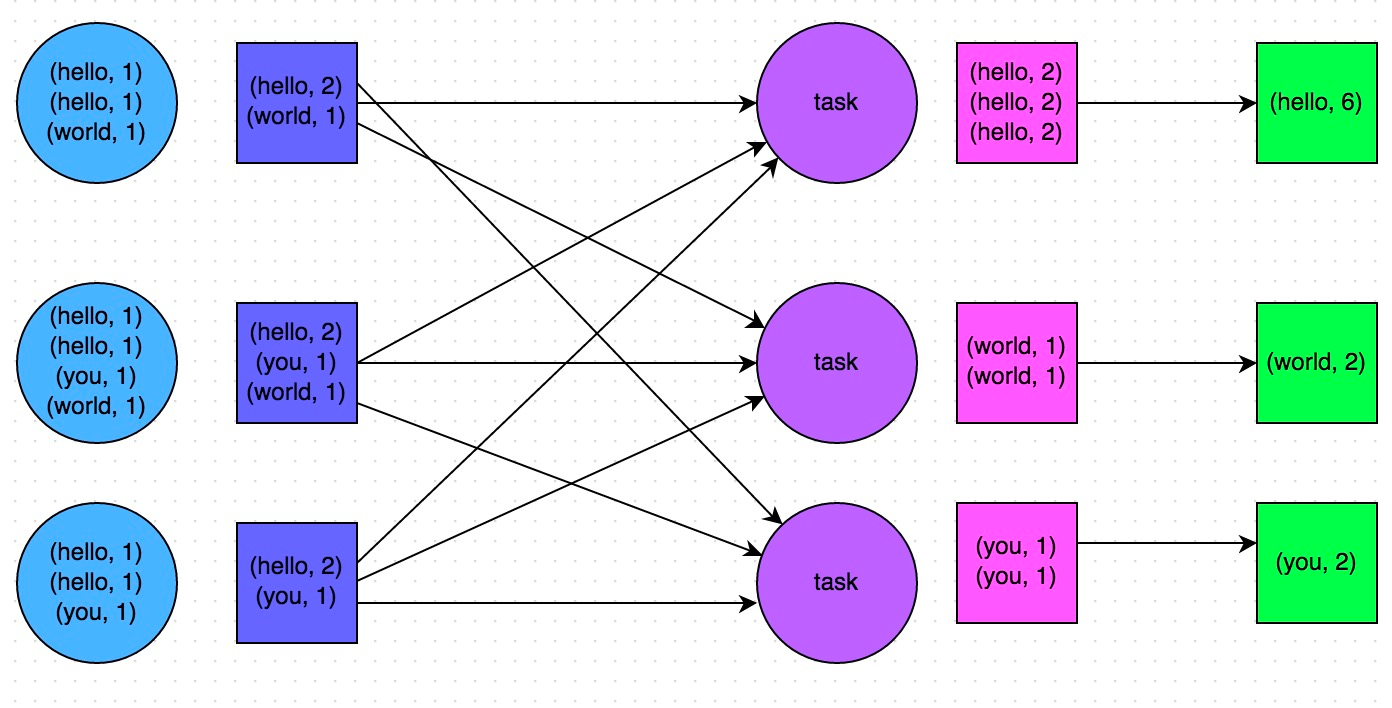 (hello, 1)
(hello, 1)
(world, 1)
(hello, 2)
(world, 1)
task
(hello, 2)
(hello, 2)
(hello, 2)
(hello, 6)
(hello, 1)
(hello, 1)
(you, 1)
(world, 1)
(hello, 2)
(you, 1)
(world, 1)
task
(world, 1)
(world, 1)
(world, 2)
(hello, 1)
(hello, 1)
(you, 1)
(hello, 2)
(you, 1)
task
(you, 1)
(you, 1)
(you, 2)